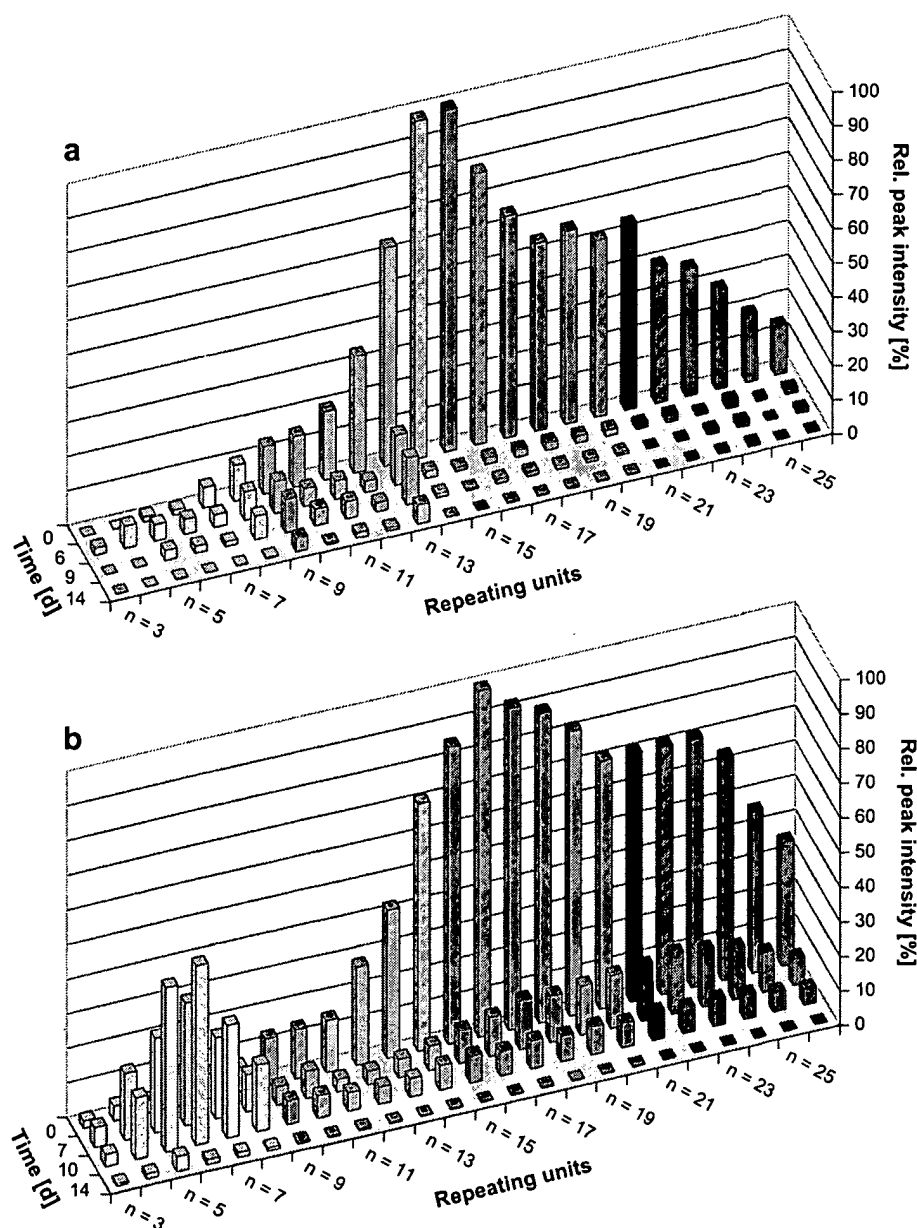 a
100
90
80
70
60
50
40
30
20
10
0
Rel. peak intensity [%]
0
6
9
14
Time [d]
n = 3
n = 5
n = 7
n = 9
n = 11
n = 13
n = 15
n = 17
n = 19
n = 21
n = 23
n = 25
Repeating units
b
100
90
80
70
60
50
40
30
20
10
0
Rel. peak intensity [%]
0
7
10
14
Time [d]
n = 3
n = 5
n = 7
n = 9
n = 11
n = 13
n = 15
n = 17
n = 19
n = 21
n = 23
n = 25
Repeating units